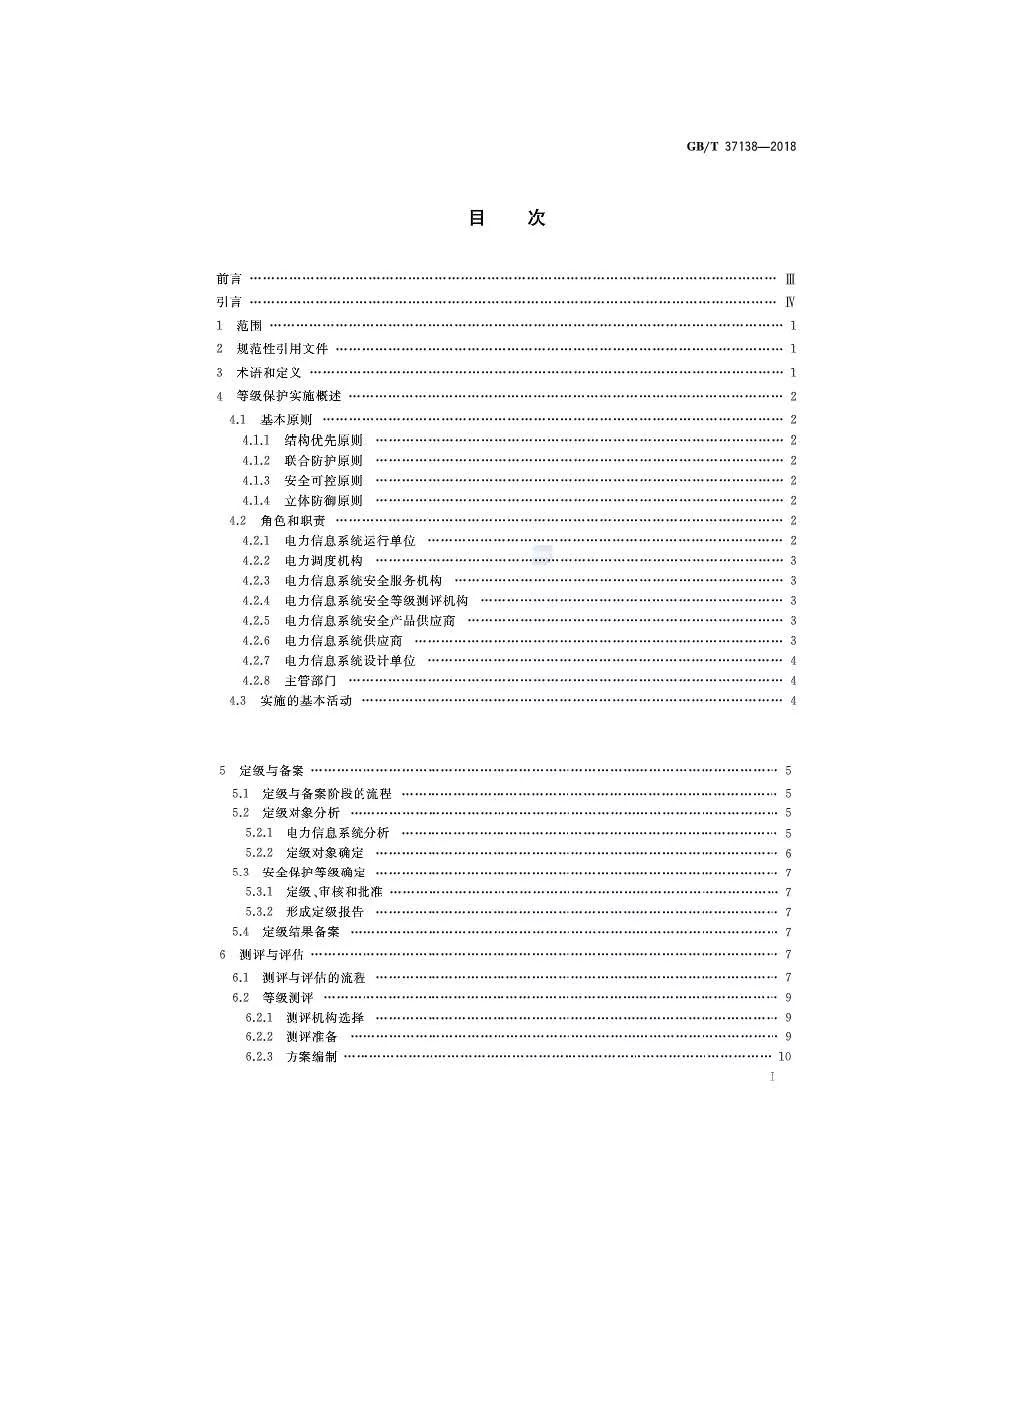 GB/T 37138—2018
目 次
前言 …… Ⅲ
引言 …… Ⅳ
1 范围 …… 1
2 规范性引用文件 …… 1
3 术语和定义 …… 1
4 等级保护实施概述 …… 2
4.1 基本原则 …… 2
4.1.1 结构优先原则 …… 2
4.1.2 联合防护原则 …… 2
4.1.3 安全可控原则 …… 2
4.1.4 立体防御原则 …… 2
4.2 角色和职责 …… 2
4.2.1 电力信息系统运行单位 …… 2
4.2.2 电力调度机构 …… 3
4.2.3 电力信息系统安全服务机构 …… 3
4.2.4 电力信息系统安全等级测评机构 …… 3
4.2.5 电力信息系统安全产品供应商 …… 3
4.2.6 电力信息系统供应商 …… 3
4.2.7 电力信息系统设计单位 …… 4
4.2.8 主管部门 …… 4
4.3 实施的基本活动 …… 4
5 定级与备案 …… 5
5.1 定级与备案阶段的流程 …… 5
5.2 定级对象分析 …… 5
5.2.1 电力信息系统分析 …… 5
5.2.2 定级对象确定 …… 6
5.3 安全保护等级确定 …… 7
5.3.1 定级、审核和批准 …… 7
5.3.2 形成定级报告 …… 7
5.4 定级结果备案 …… 7
6 测评与评估 …… 7
6.1 测评与评估的流程 …… 7
6.2 等级测评 …… 9
6.2.1 测评机构选择 …… 9
6.2.2 测评准备 …… 9
6.2.3 方案编制 …… 10
Ⅰ